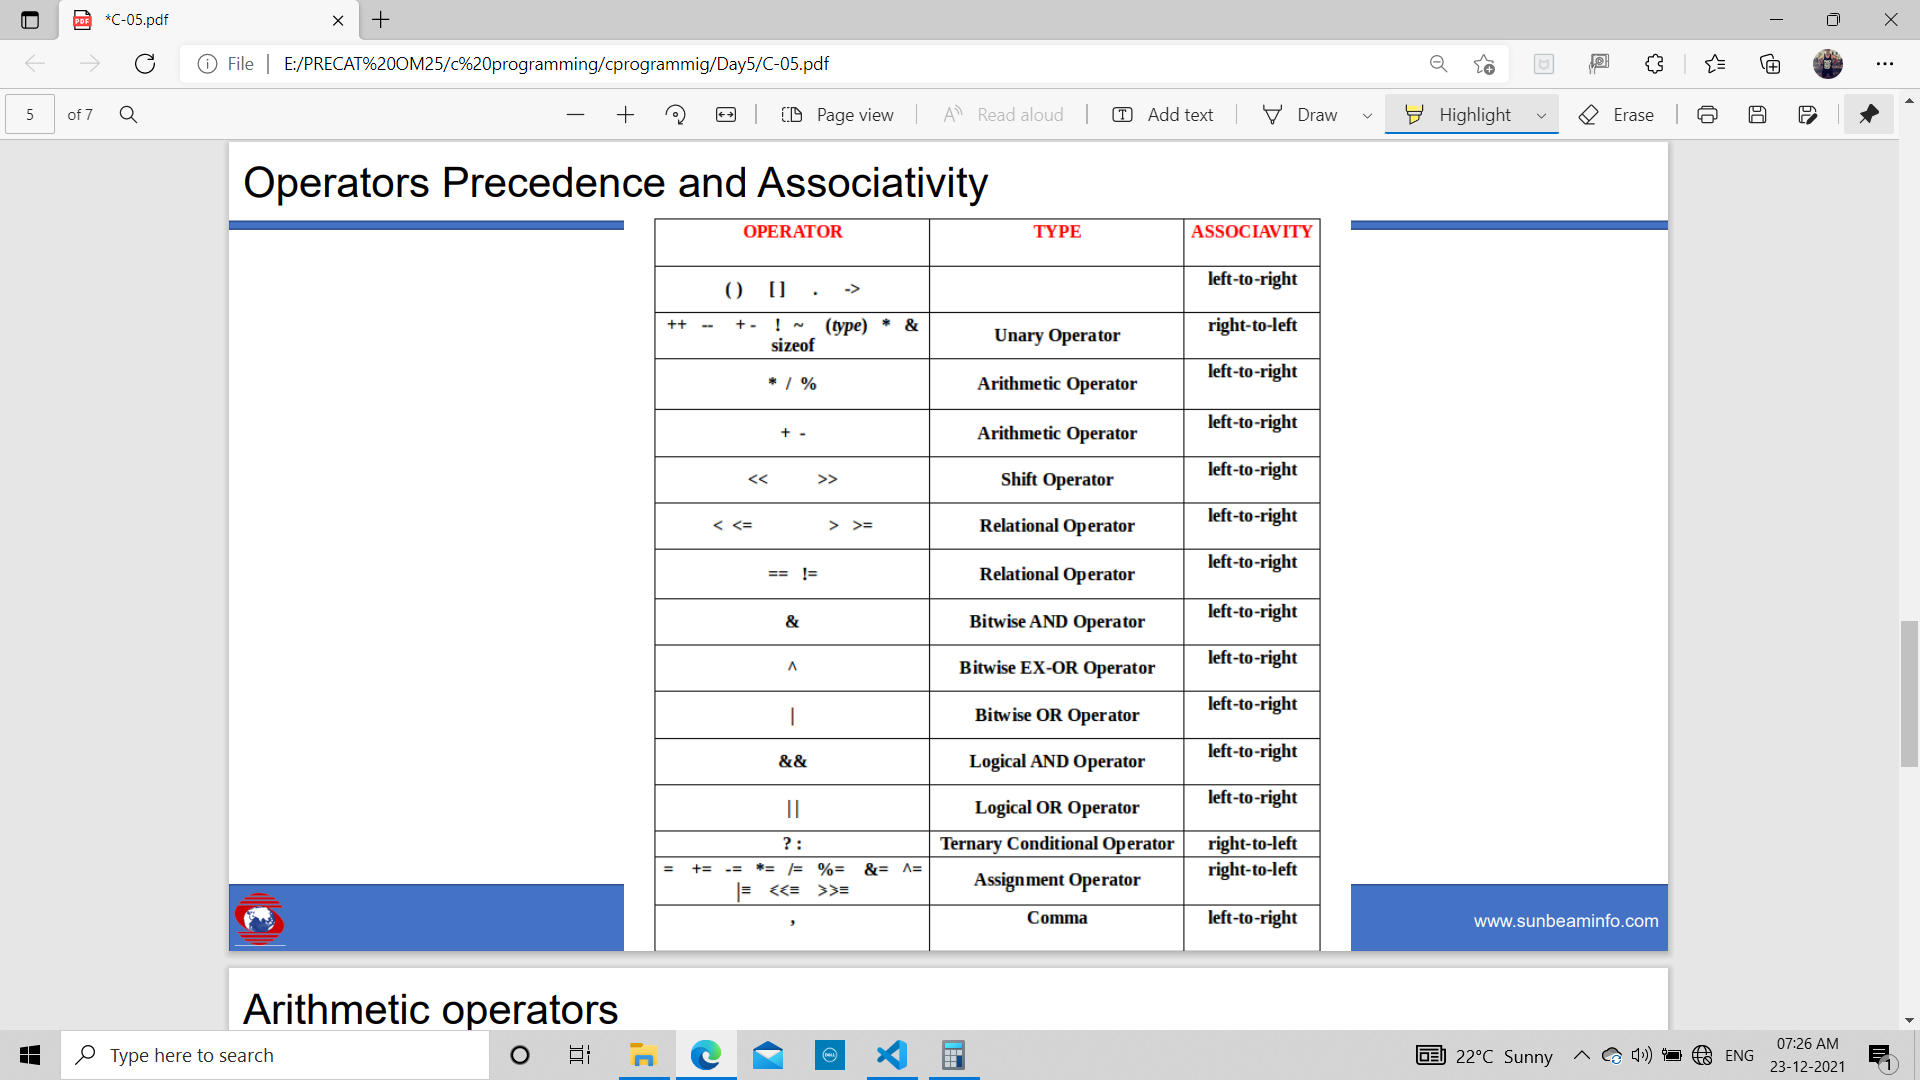 *C-05.pdf
File
E:/PRECAT%20OM25/c%20programming/cprogrammig/Day5/C-05.pdf
5 of 7
Page view
Read aloud
Add text
Draw
Highlight
Erase
Operators Precedence and Associativity
OPERATOR TYPE ASSOCIAVITY
( ) [ ] . -> left-to-right
++ -- + - ! ~ (type) * & sizeof Unary Operator right-to-left
* / % Arithmetic Operator left-to-right
+ - Arithmetic Operator left-to-right
<< >> Shift Operator left-to-right
< <= > >= Relational Operator left-to-right
== != Relational Operator left-to-right
& Bitwise AND Operator left-to-right
^ Bitwise EX-OR Operator left-to-right
| Bitwise OR Operator left-to-right
&& Logical AND Operator left-to-right
|| Logical OR Operator left-to-right
? : Ternary Conditional Operator right-to-left
= += -= *= /= %= &= ^= |= <<= >>= Assignment Operator right-to-left
, Comma left-to-right
www.sunbeaminfo.com
Arithmetic operators
Type here to search
22°C Sunny
ENG
07:26 AM
23-12-2021
1